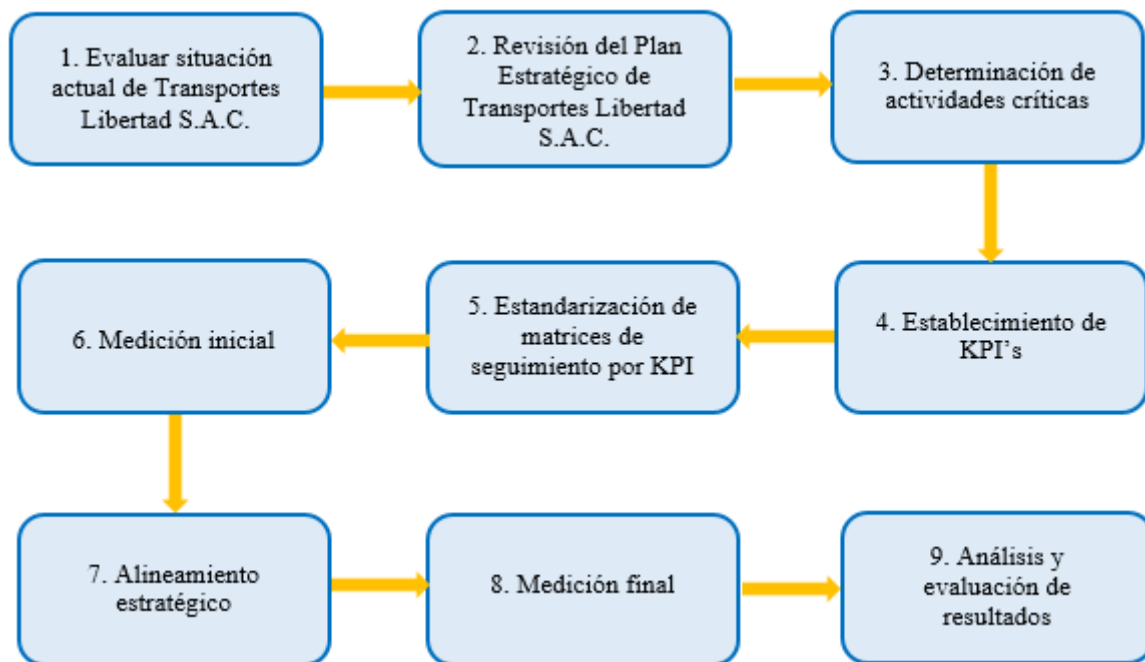 1. Evaluar situación
actual de Transportes
Libertad S.A.C.
2. Revisión del Plan
Estratégico de
Transportes Libertad
S.A.C.
3. Determinación de
actividades críticas
4. Establecimiento de
KPI’s
5. Estandarización de
matrices de
seguimiento por KPI
6. Medición inicial
7. Alineamiento
estratégico
8. Medición final
9. Análisis y
evaluación de
resultados